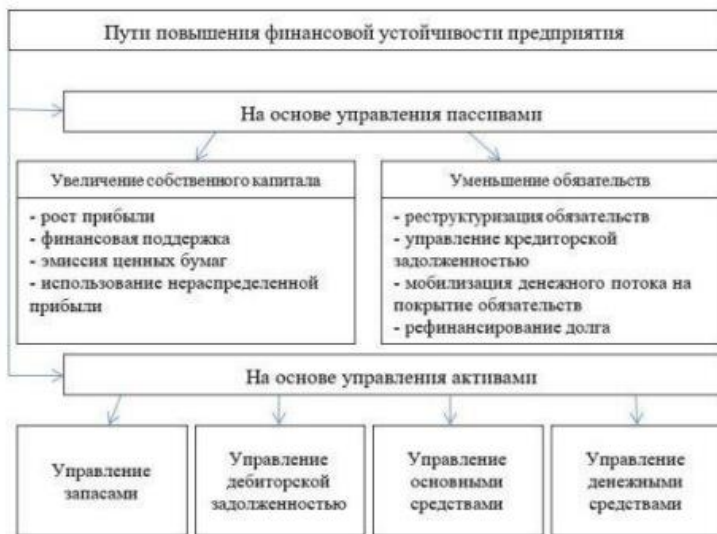 Пути повышения финансовой устойчивости предприятия
На основе управления пассивами
Увеличение собственного капитала
- рост прибыли
- финансовая поддержка
- эмиссия ценных бумаг
- использование нераспределенной
прибыли
Уменьшение обязательств
- реструктуризация обязательств
- управление кредиторской
задолженностью
- мобилизация денежного потока на
покрытие обязательств
- рефинансирование долга
На основе управления активами
Управление
запасами
Управление
дебиторской
задолженностью
Управление
основными
средствами
Управление
денежными
средствами